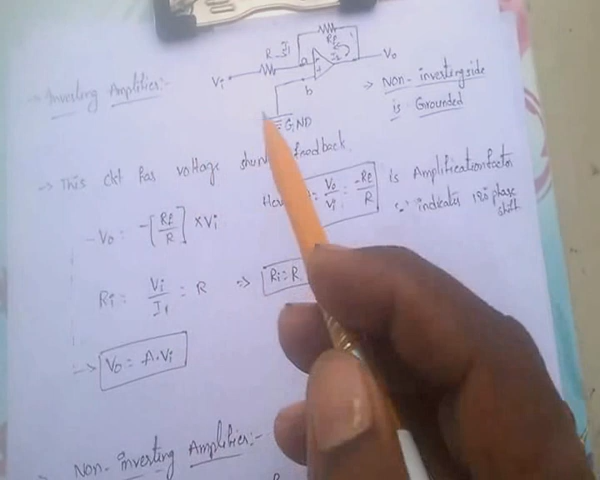 Inverting Amplifier:-
R I1 Rf
Vi a Vo
b
GND
=> Non-inverting side is Grounded
-> This ckt has voltage shunt feedback.
Vo = -[Rf/R] x Vi
Vo/Vi = -Rf/R is Amplification factor
'-' indicates 180° phase shift
Ri = Vi/I1 = R => Ri = R
-> Vo = A.Vi
Non-inverting Amplifier:-